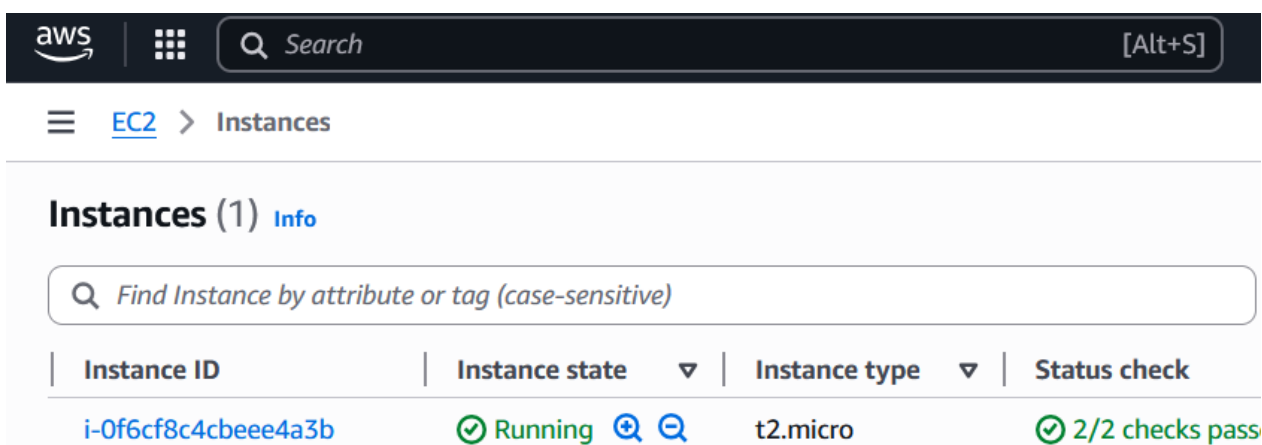 aws Search [Alt+S]
EC2 > Instances
Instances (1) Info
Find Instance by attribute or tag (case-sensitive)
Instance ID Instance state Instance type Status check
i-0f6cf8c4cbeee4a3b Running t2.micro 2/2 checks